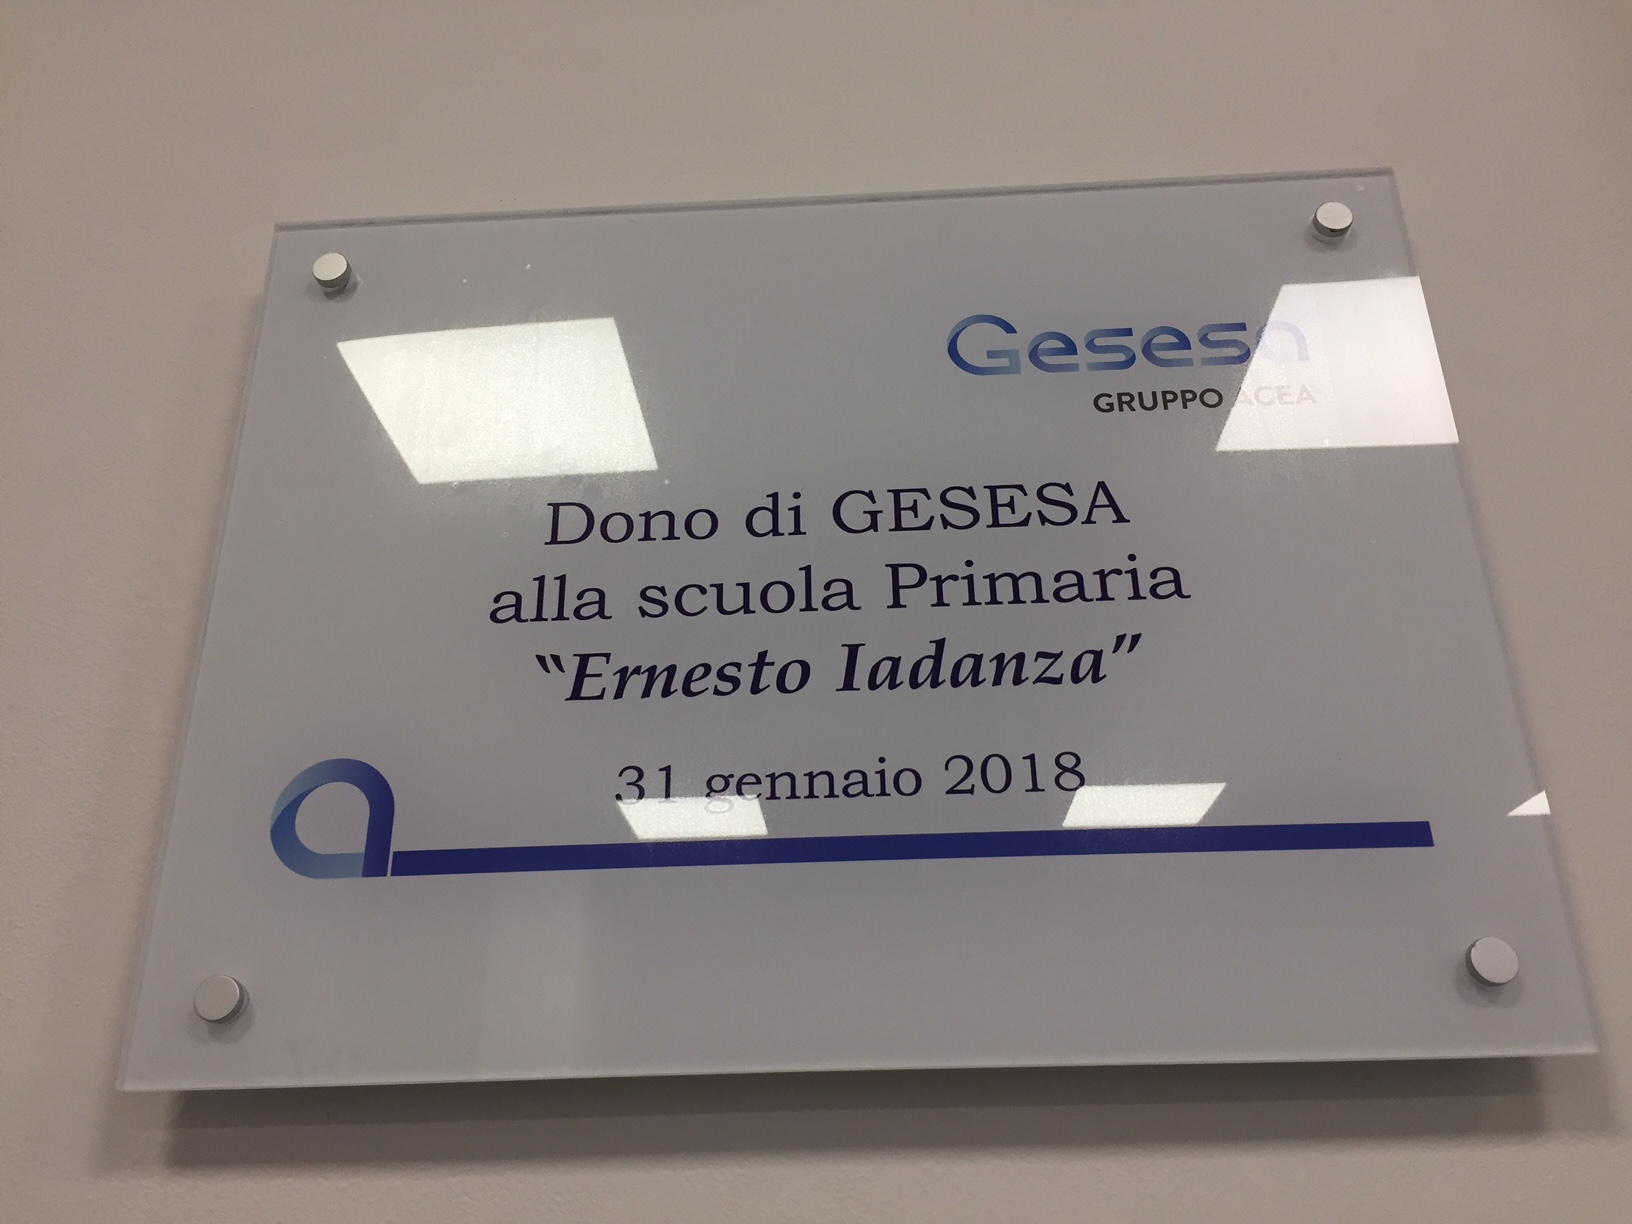 Gesesa
GRUPPO ACEA
Dono di GESESA
alla scuola Primaria
“Ernesto Iadanza”
31 gennaio 2018